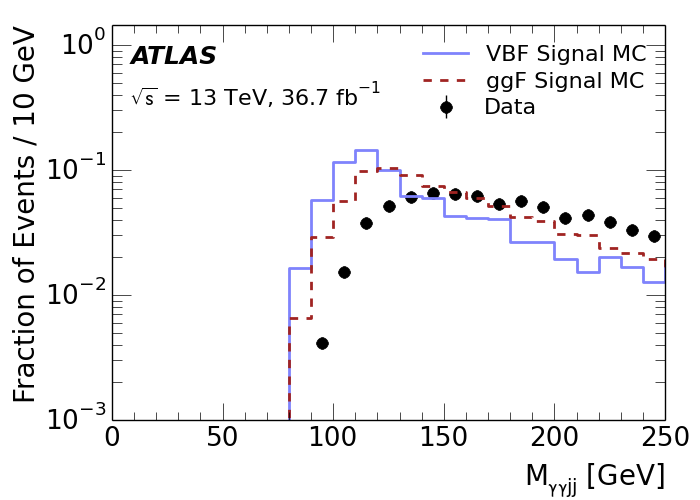 ATLAS
√s = 13 TeV, 36.7 fb⁻¹
VBF Signal MC
ggF Signal MC
Data
Fraction of Events / 10 GeV
10⁰
10⁻¹
10⁻²
10⁻³
0 50 100 150 200 250
M_γγjj [GeV]